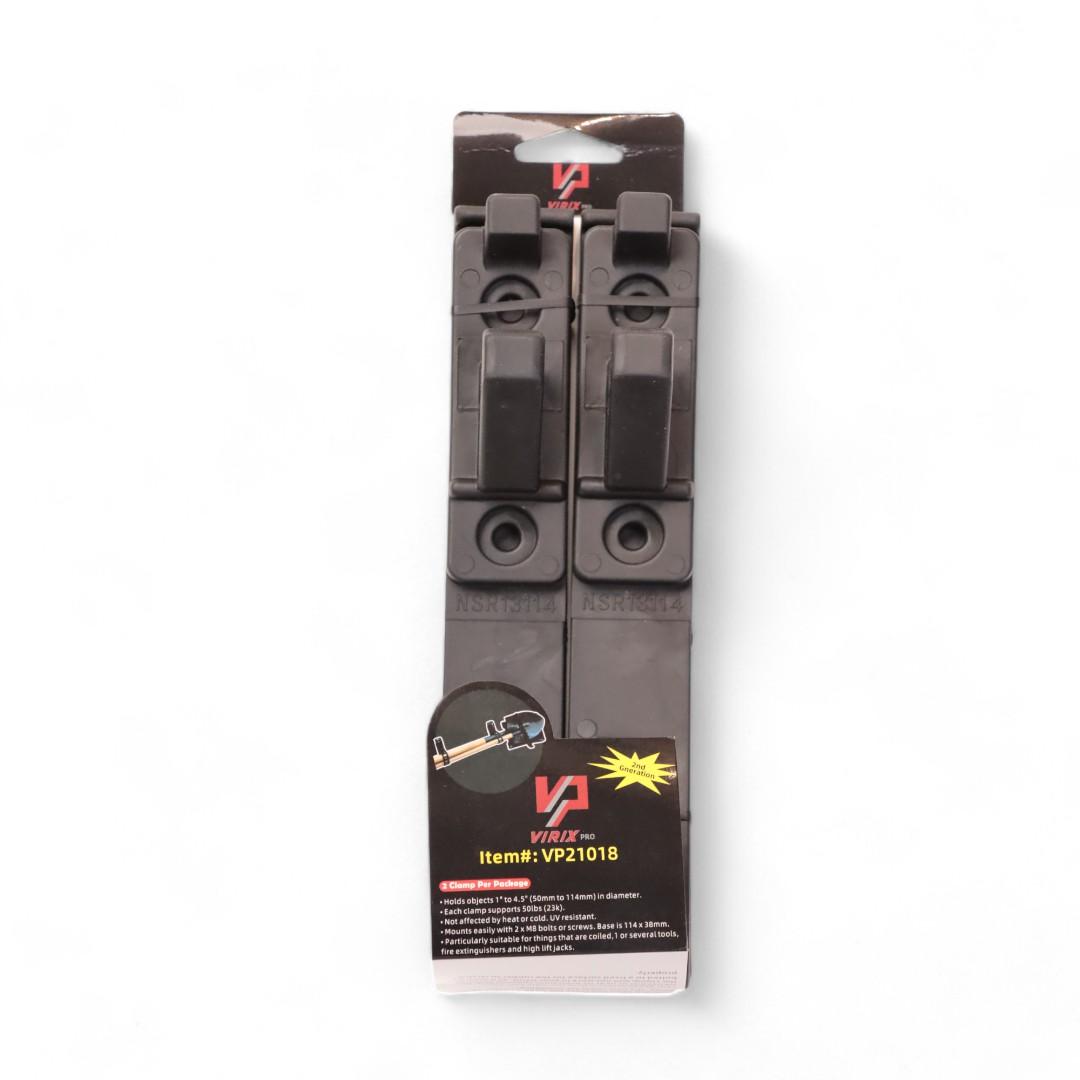 VP
VIRIX PRO
NSR13114 NSR13114
2nd
Gneration
VP
VIRIX PRO
Item#: VP21018
2 Clamp Per Package
• Holds objects 1" to 4.5" (50mm to 114mm) in diameter.
• Each clamp supports 50lbs (23k).
• Not affected by heat or cold. UV resistant.
• Mounts easily with 2 x M8 bolts or screws. Base is 114 x 38mm.
• Particularly suitable for things that are coiled,1 or several tools,
fire extinguishers and high lift jacks.
properly